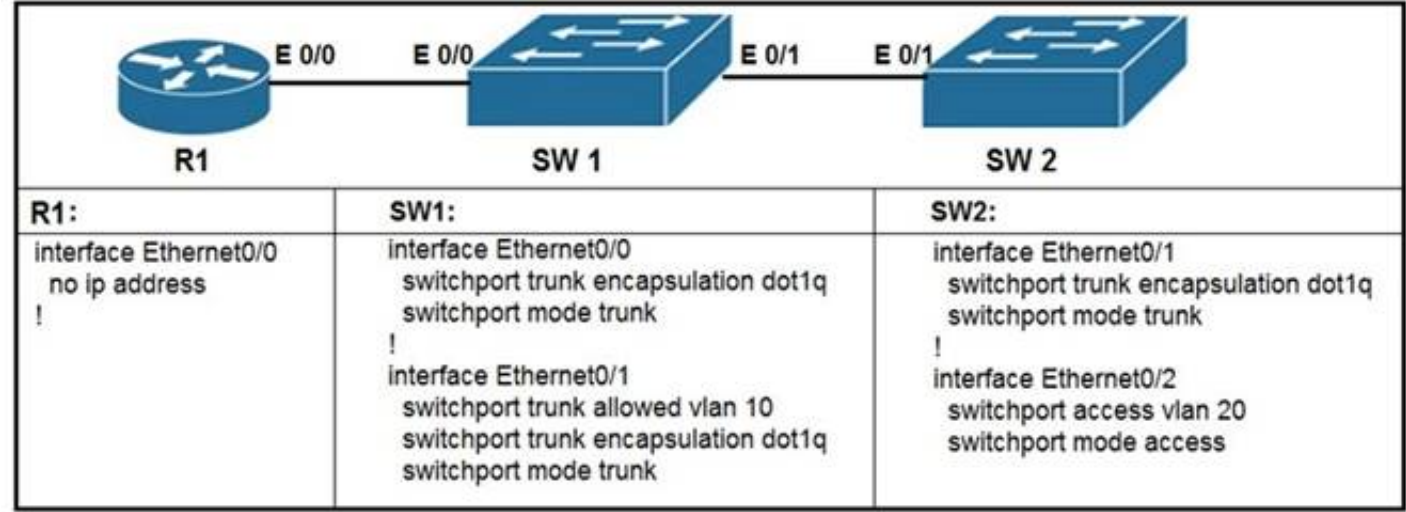 E 0/0 E 0/0 E 0/1 E 0/1
R1 SW 1 SW 2
R1:
interface Ethernet0/0
no ip address
!
SW1:
interface Ethernet0/0
switchport trunk encapsulation dot1q
switchport mode trunk
!
interface Ethernet0/1
switchport trunk allowed vlan 10
switchport trunk encapsulation dot1q
switchport mode trunk
SW2:
interface Ethernet0/1
switchport trunk encapsulation dot1q
switchport mode trunk
!
interface Ethernet0/2
switchport access vlan 20
switchport mode access